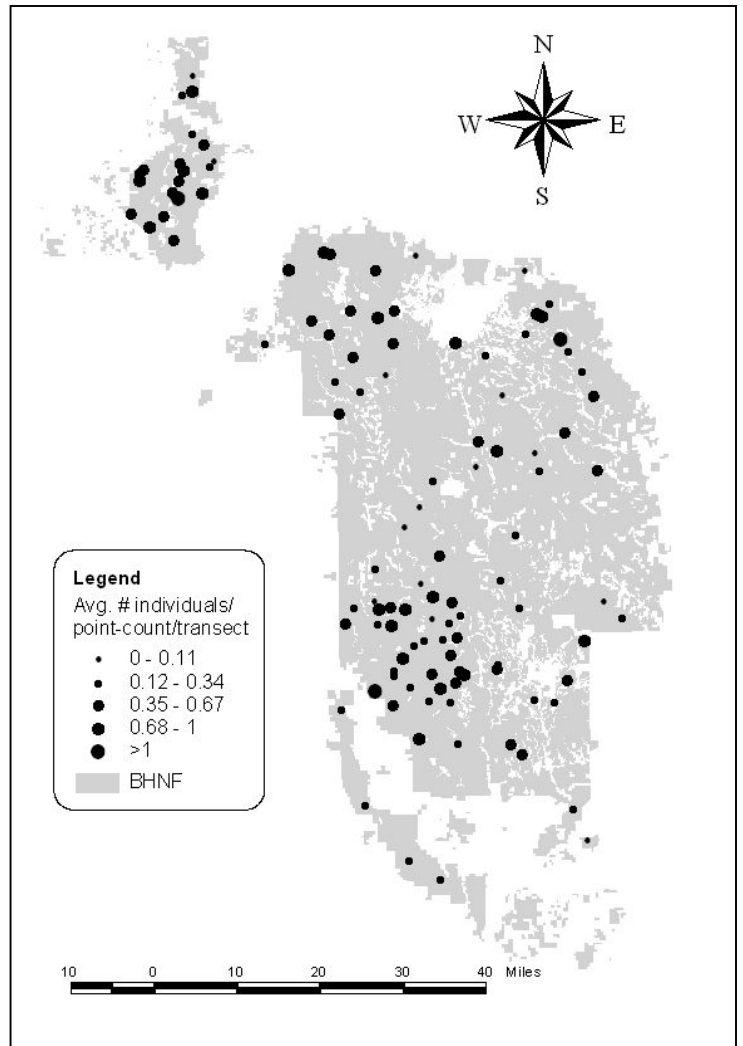 N
W E
S
Legend
Avg. # individuals/
point-count/transect
0 - 0.11
0.12 - 0.34
0.35 - 0.67
0.68 - 1
>1
BHNF
10 0 10 20 30 40 Miles